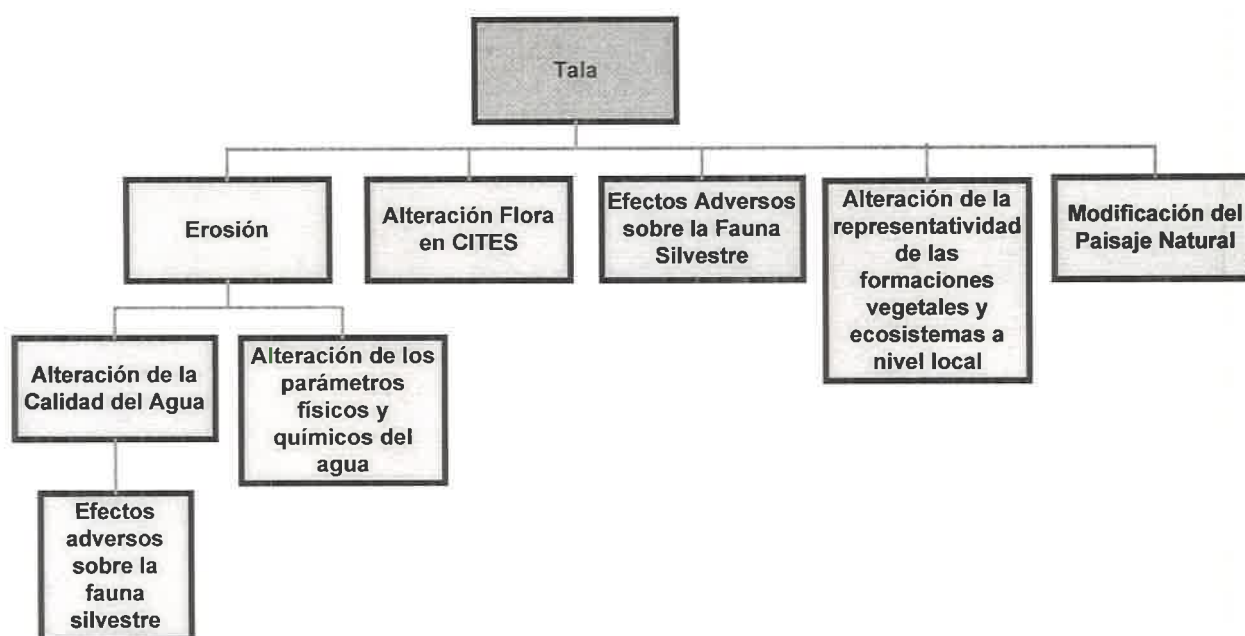 Tala
Erosión
Alteración Flora
en CITES
Efectos Adversos
sobre la Fauna
Silvestre
Alteración de la
representatividad
de las
formaciones
vegetales y
ecosistemas a
nivel local
Modificación del
Paisaje Natural
Alteración de la
Calidad del Agua
Alteración de los
parámetros
físicos y
químicos del
agua
Efectos
adversos
sobre la
fauna
silvestre